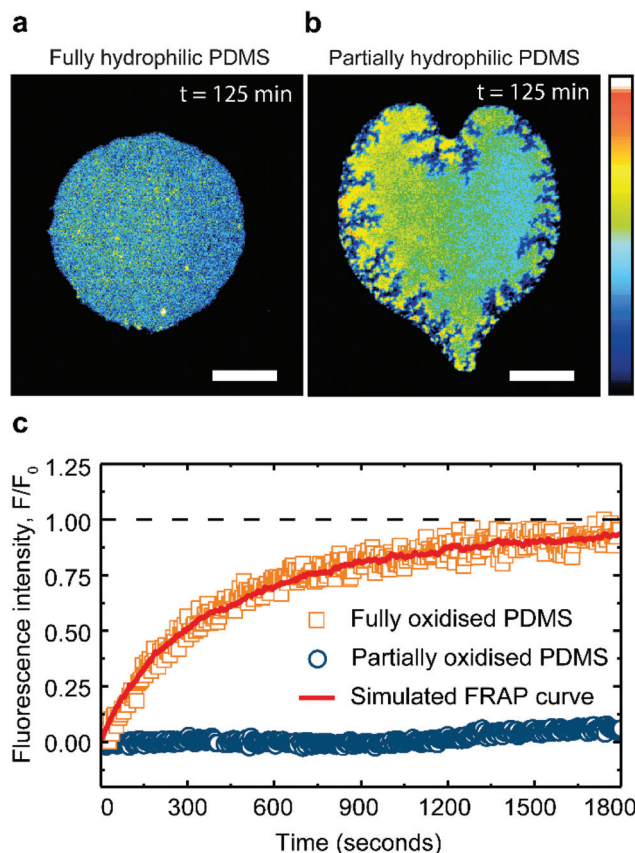 a
Fully hydrophilic PDMS
t = 125 min
b
Partially hydrophilic PDMS
t = 125 min
c
Fluorescence intensity, F/F₀
1.25
1.00
0.75
0.50
0.25
0.00
Fully oxidised PDMS
Partially oxidised PDMS
Simulated FRAP curve
0 300 600 900 1200 1500 1800
Time (seconds)